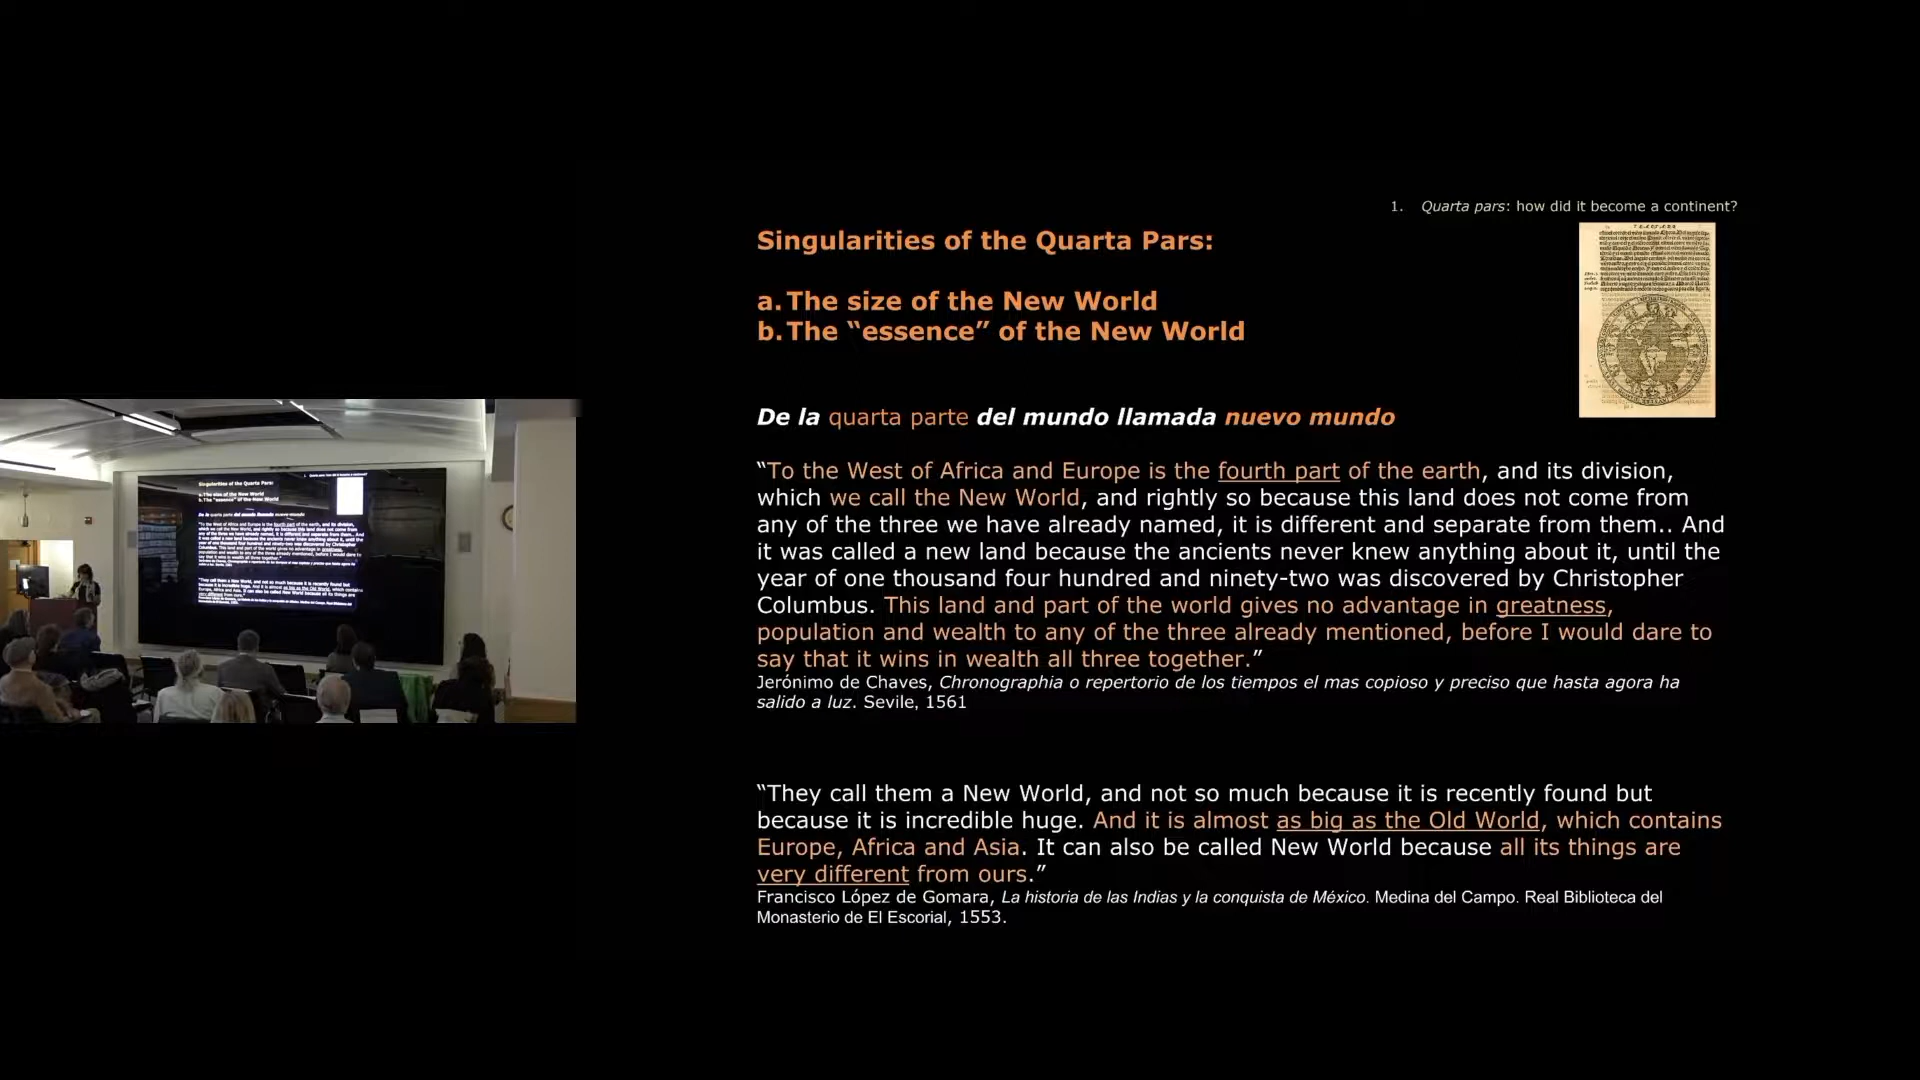 1. Quarta pars: how did it become a continent?
Singularities of the Quarta Pars:
a. The size of the New World
b. The “essence” of the New World
De la quarta parte del mundo llamada nuevo mundo
“To the West of Africa and Europe is the fourth part of the earth, and its division,
which we call the New World, and rightly so because this land does not come from
any of the three we have already named, it is different and separate from them.. And
it was called a new land because the ancients never knew anything about it, until the
year of one thousand four hundred and ninety-two was discovered by Christopher
Columbus. This land and part of the world gives no advantage in greatness,
population and wealth to any of the three already mentioned, before I would dare to
say that it wins in wealth all three together.”
Jerónimo de Chaves, Chronographia o repertorio de los tiempos el mas copioso y preciso que hasta agora ha
salido a luz. Sevile, 1561
“They call them a New World, and not so much because it is recently found but
because it is incredible huge. And it is almost as big as the Old World, which contains
Europe, Africa and Asia. It can also be called New World because all its things are
very different from ours.”
Francisco López de Gomara, La historia de las Indias y la conquista de México. Medina del Campo. Real Biblioteca del
Monasterio de El Escorial, 1553.